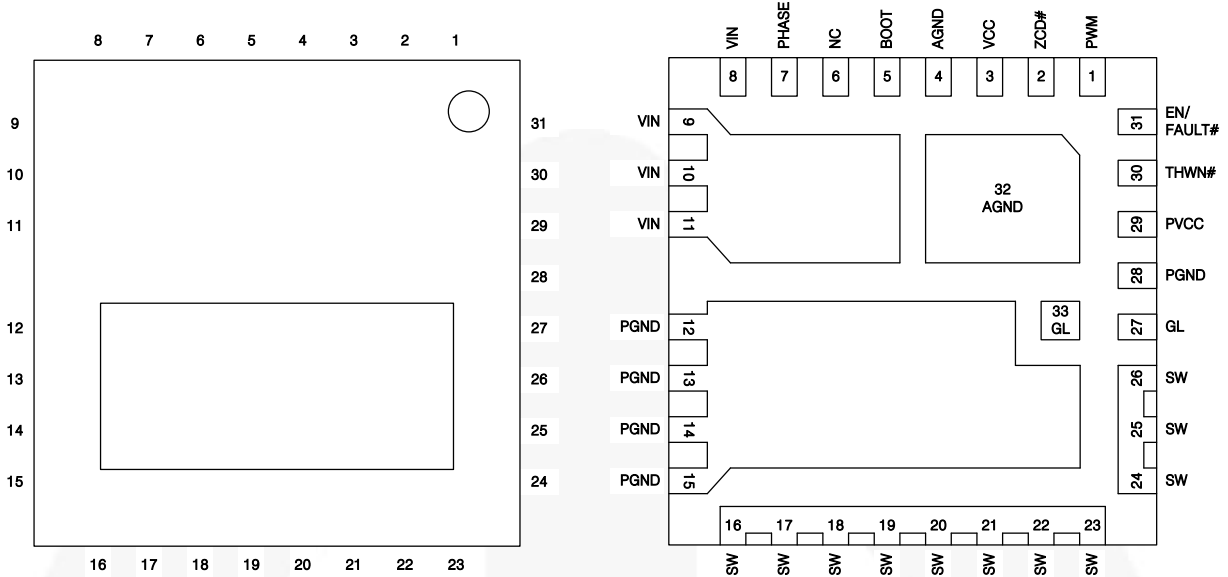 8 7 6 5 4 3 2 1
9 31
10 30
11 29
28
12 27
13 26
14 25
15 24
16 17 18 19 20 21 22 23
VIN PHASE NC BOOT AGND VCC ZCD# PWM
8 7 6 5 4 3 2 1
VIN 9 31 EN/
FAULT#
VIN 10 30 THWN#
32
AGND
VIN 11 29 PVCC
28 PGND
33
GL
PGND 12 27 GL
PGND 13 26 SW
PGND 14 25 SW
PGND 15 24 SW
16 17 18 19 20 21 22 23
SW SW SW SW SW SW SW SW